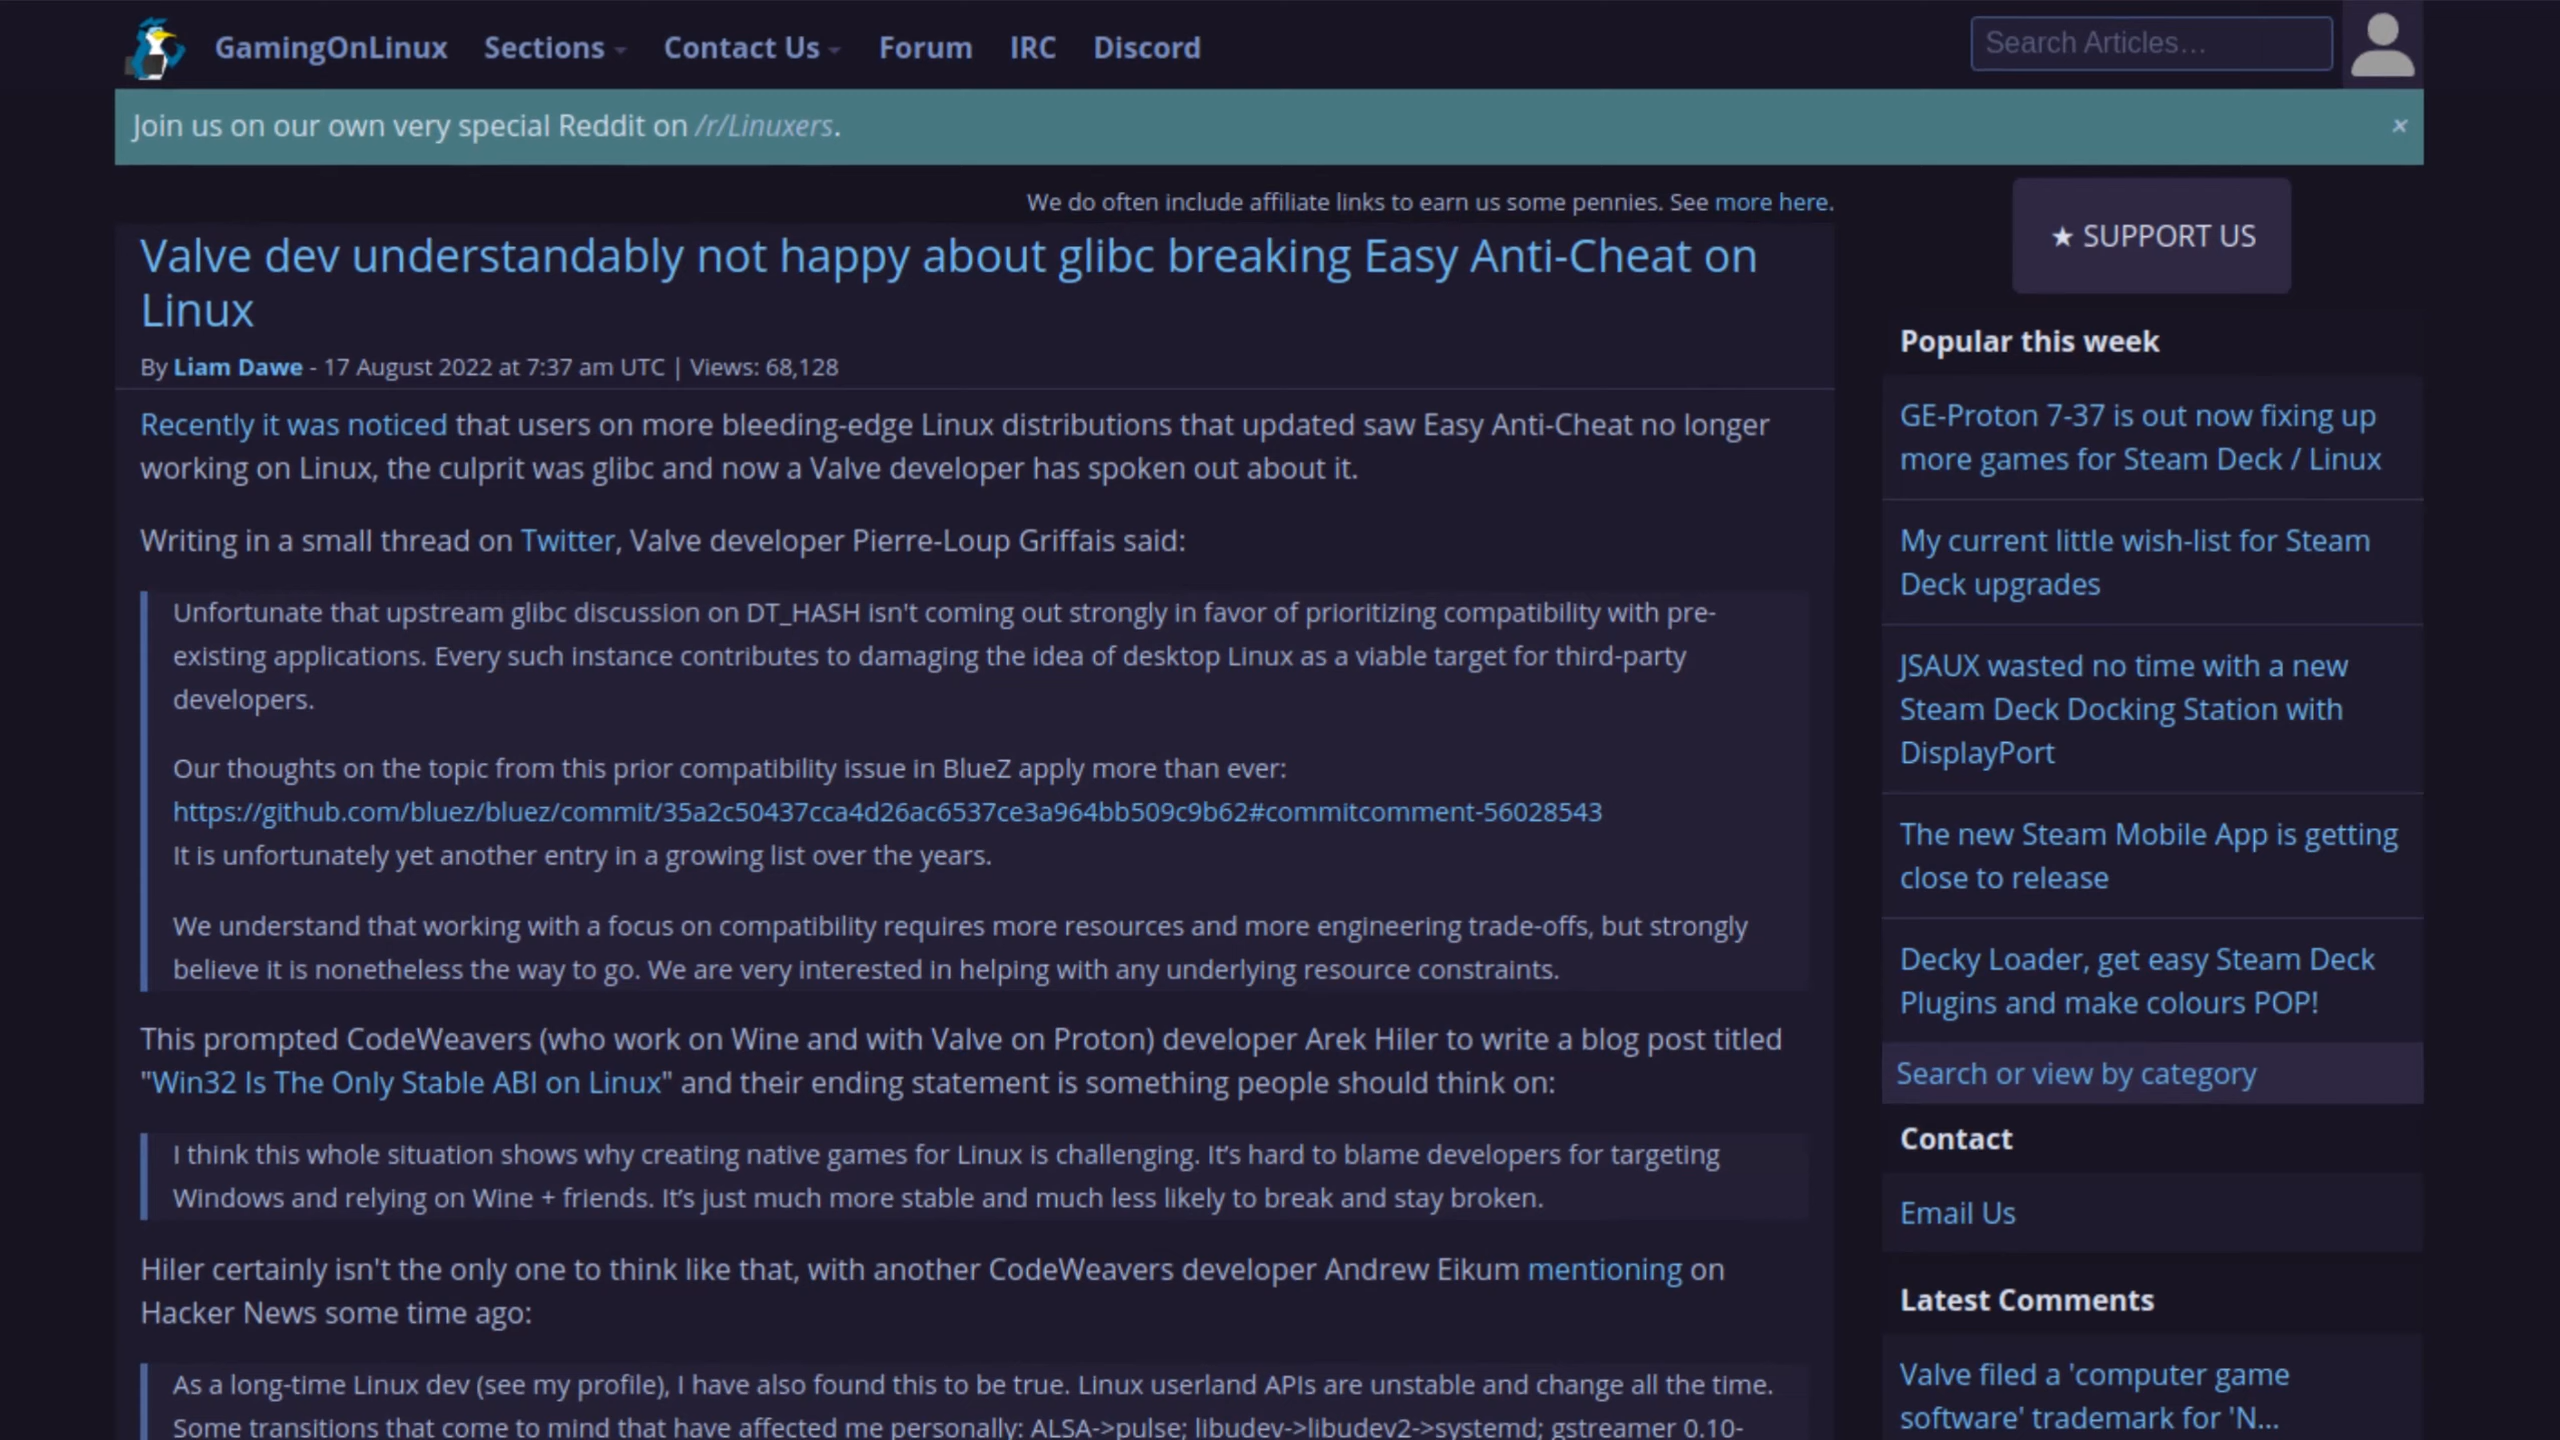 GamingOnLinux Sections Contact Us Forum IRC Discord
Search Articles...
Join us on our own very special Reddit on /r/Linuxers.
×
We do often include affiliate links to earn us some pennies. See more here.
Valve dev understandably not happy about glibc breaking Easy Anti-Cheat on
Linux
By Liam Dawe - 17 August 2022 at 7:37 am UTC | Views: 68,128
Recently it was noticed that users on more bleeding-edge Linux distributions that updated saw Easy Anti-Cheat no longer
working on Linux, the culprit was glibc and now a Valve developer has spoken out about it.
Writing in a small thread on Twitter, Valve developer Pierre-Loup Griffais said:
Unfortunate that upstream glibc discussion on DT_HASH isn't coming out strongly in favor of prioritizing compatibility with pre-
existing applications. Every such instance contributes to damaging the idea of desktop Linux as a viable target for third-party
developers.
Our thoughts on the topic from this prior compatibility issue in BlueZ apply more than ever:
https://github.com/bluez/bluez/commit/35a2c50437cca4d26ac6537ce3a964bb509c9b62#commitcomment-56028543
It is unfortunately yet another entry in a growing list over the years.
We understand that working with a focus on compatibility requires more resources and more engineering trade-offs, but strongly
believe it is nonetheless the way to go. We are very interested in helping with any underlying resource constraints.
This prompted CodeWeavers (who work on Wine and with Valve on Proton) developer Arek Hiler to write a blog post titled
"Win32 Is The Only Stable ABI on Linux" and their ending statement is something people should think on:
I think this whole situation shows why creating native games for Linux is challenging. It’s hard to blame developers for targeting
Windows and relying on Wine + friends. It’s just much more stable and much less likely to break and stay broken.
Hiler certainly isn't the only one to think like that, with another CodeWeavers developer Andrew Eikum mentioning on
Hacker News some time ago:
As a long-time Linux dev (see my profile), I have also found this to be true. Linux userland APIs are unstable and change all the time.
Some transitions that come to mind that have affected me personally: ALSA->pulse; libudev->libudev2->systemd; gstreamer 0.10-
★ SUPPORT US
Popular this week
GE-Proton 7-37 is out now fixing up
more games for Steam Deck / Linux
My current little wish-list for Steam
Deck upgrades
JSAUX wasted no time with a new
Steam Deck Docking Station with
DisplayPort
The new Steam Mobile App is getting
close to release
Decky Loader, get easy Steam Deck
Plugins and make colours POP!
Search or view by category
Contact
Email Us
Latest Comments
Valve filed a 'computer game
software' trademark for 'N...